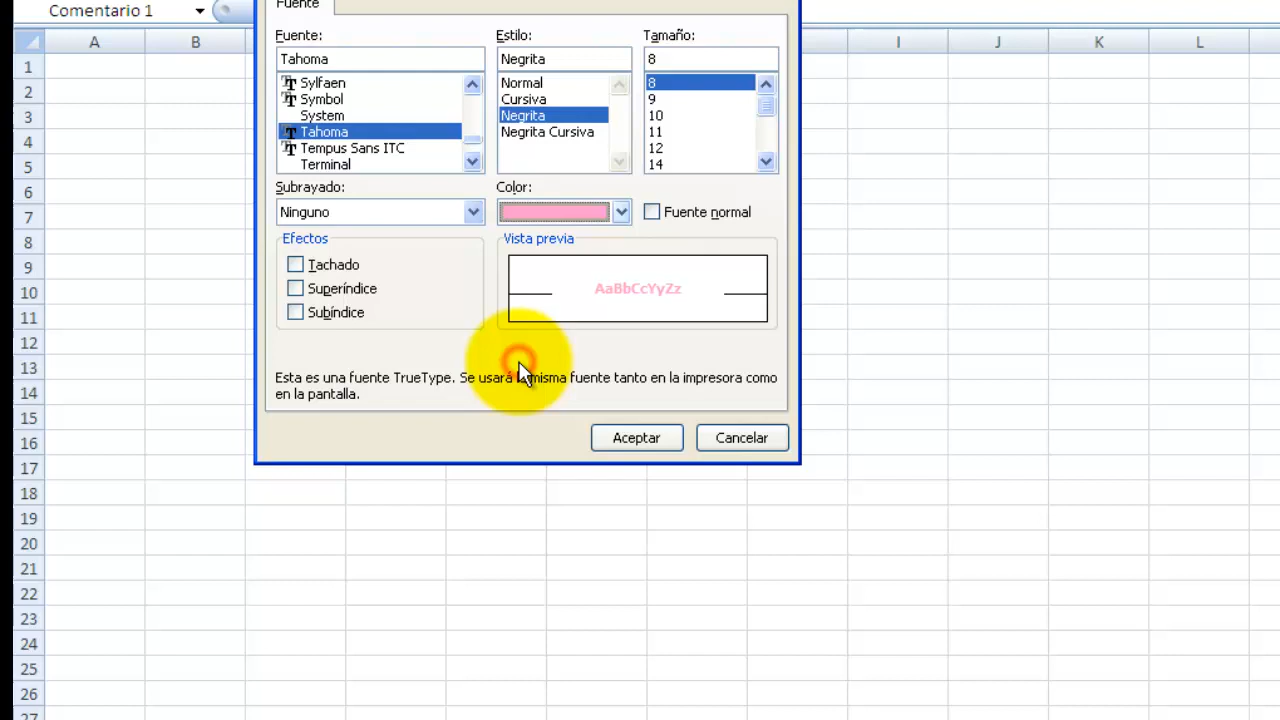 Comentario 1
Fuente
Fuente: Estilo: Tamaño:
Tahoma Negrita 8
Sylfaen Normal 8
Symbol Cursiva 9
System Negrita 10
Tahoma Negrita Cursiva 11
Tempus Sans ITC 12
Terminal 14
Subrayado: Color:
Ninguno Fuente normal
Efectos Vista previa
Tachado
Superíndice AaBbCcYyZz
Subíndice
Esta es una fuente TrueType. Se usará la misma fuente tanto en la impresora como
en la pantalla.
Aceptar Cancelar
A B I J K L
1
2
3
4
5
6
7
8
9
10
11
12
13
14
15
16
17
18
19
20
21
22
23
24
25
26
27